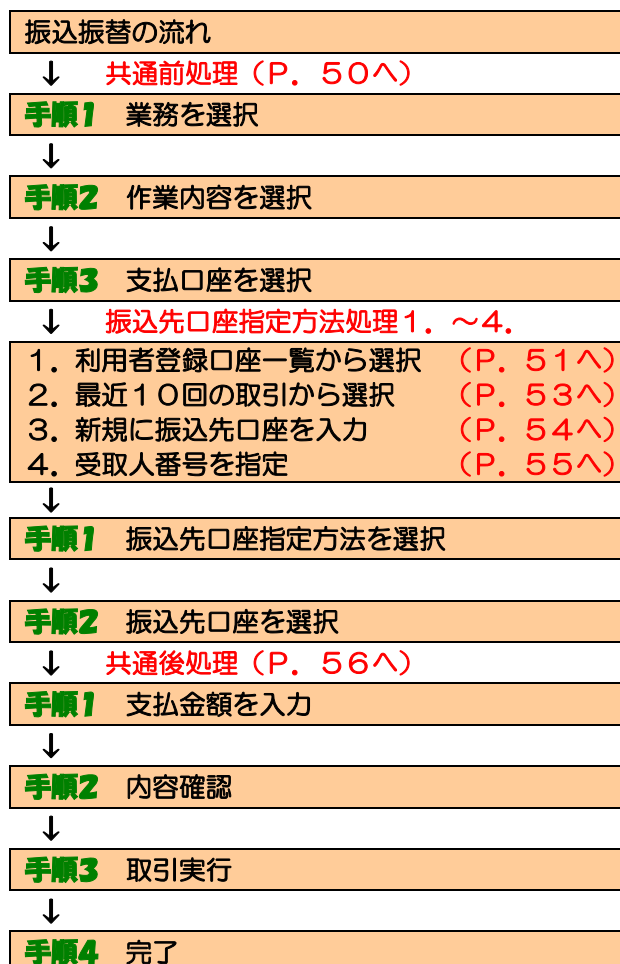 振込振替の流れ
↓ 共通前処理（Ｐ．５０へ）
手順１ 業務を選択
↓
手順２ 作業内容を選択
↓
手順３ 支払口座を選択
↓ 振込先口座指定方法処理１．～４．
１．利用者登録口座一覧から選択 （Ｐ．５１へ）
２．最近１０回の取引から選択 （Ｐ．５３へ）
３．新規に振込先口座を入力 （Ｐ．５４へ）
４．受取人番号を指定 （Ｐ．５５へ）
↓
手順１ 振込先口座指定方法を選択
↓
手順２ 振込先口座を選択
↓ 共通後処理（Ｐ．５６へ）
手順１ 支払金額を入力
↓
手順２ 内容確認
↓
手順３ 取引実行
↓
手順４ 完了